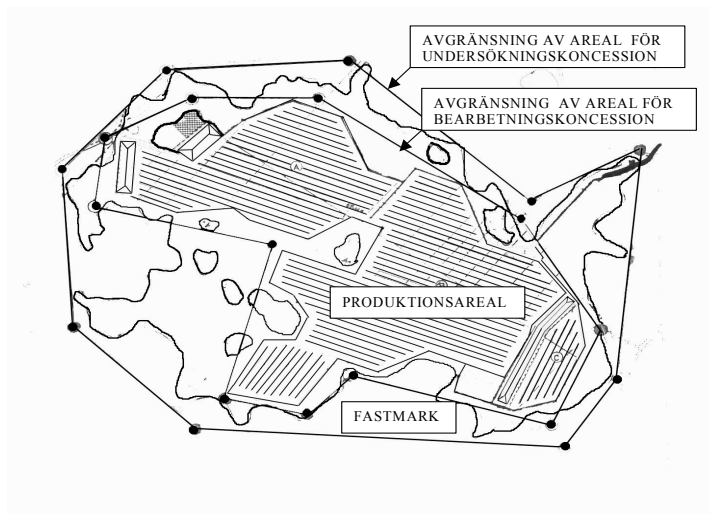 AVGRÄNSNING AV AREAL FÖR
UNDERSÖKNINGSKONCESSION
AVGRÄNSNING AV AREAL FÖR
BEARBETNINGSKONCESSION
A
PRODUKTIONSAREAL
C
FASTMARK